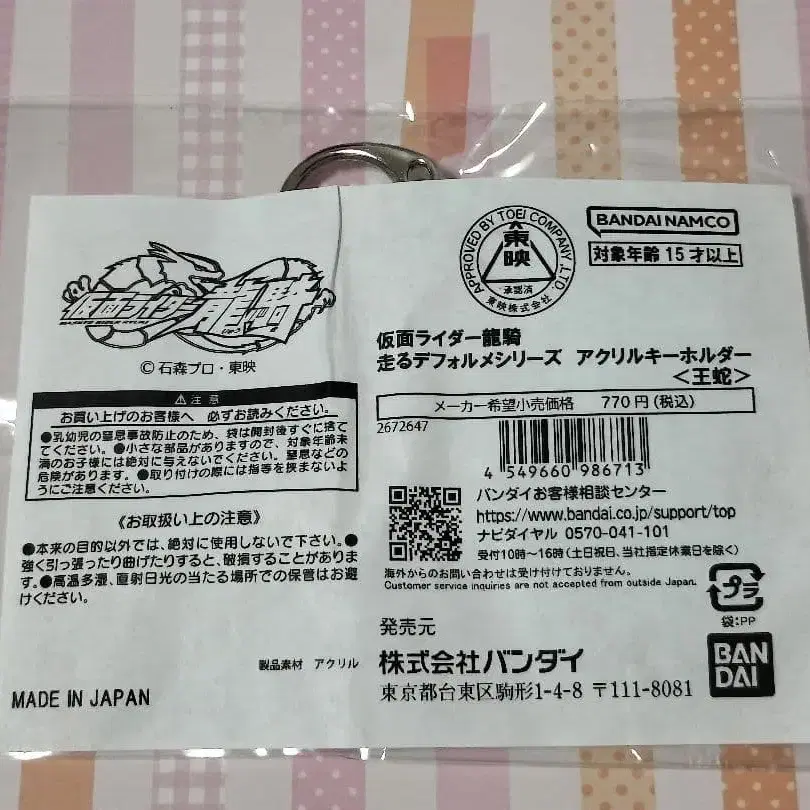 仮面ライダー龍騎
©石森プロ・東映
⚠注 意
お買い上げのお客様へ 必ずお読みください。
●乳幼児の窒息事故防止のため、袋は開封後すぐに捨て
てください。●小さな部品がありますので、対象年齢未
満のお子様には絶対に与えないでください。窒息などの
危険があります。●取り付けの際には指等を挟まないよ
うにご注意ください。
《お取扱い上の注意》
●本来の目的以外では、絶対に使用しないで下さい。●
強く引っ張ったり曲げたりすると、破損することがありま
す。●高温多湿、直射日光の当たる場所での保管はお避
けください。
製品素材 アクリル
MADE IN JAPAN
APPROVED BY TOEI COMPANY, LTD.
東映
承認済
東映株式会社
BANDAI NAMCO
対象年齢15才以上
仮面ライダー龍騎
走るデフォルメシリーズ アクリルキーホルダー
<王蛇>
メーカー希望小売価格 770円(税込)
2672647
4 549660 986713
バンダイお客様相談センター
https://www.bandai.co.jp/support/top
ナビダイヤル 0570-041-101
受付10時〜16時(土日祝日、当社指定休業日を除く)
海外からのお問い合わせは受け付けておりません。
Customer service inquiries are not accepted from outside Japan.
プラ
袋:PP
発売元
株式会社バンダイ
東京都台東区駒形1-4-8 〒111-8081
BAN
DAI